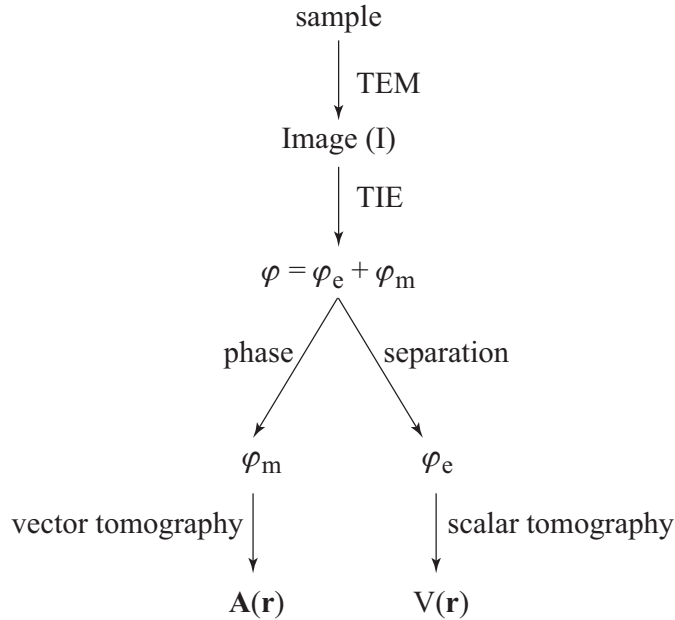 sample
TEM
Image (I)
TIE
φ = φe + φm
phase separation
φm φe
vector tomography scalar tomography
A(r) V(r)